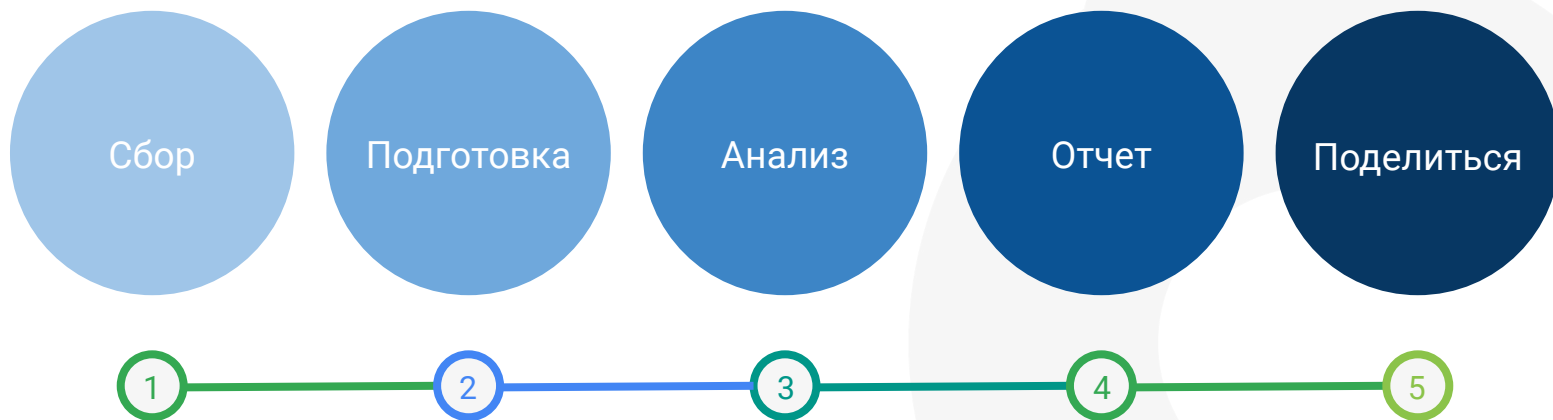 Сбор
Подготовка
Анализ
Отчет
Поделиться
1
2
3
4
5